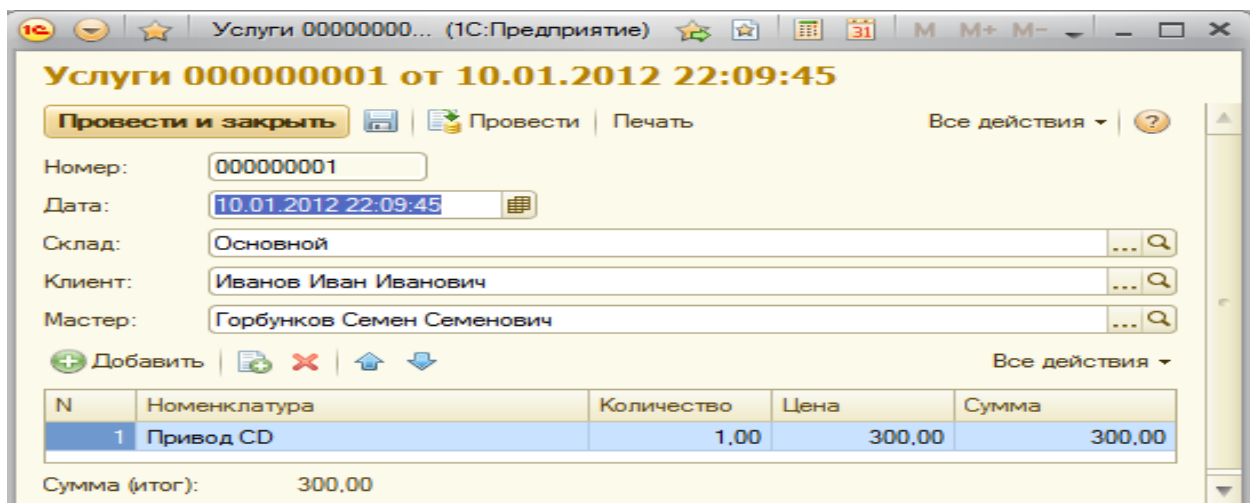 1С Услуги 00000000... (1С:Предприятие) 31 M M+ M-
Услуги 000000001 от 10.01.2012 22:09:45
Провести и закрыть Провести Печать Все действия ?
Номер: 000000001
Дата: 10.01.2012 22:09:45
Склад: Основной ...
Клиент: Иванов Иван Иванович ...
Мастер: Горбунков Семен Семенович ...
Добавить Все действия
N Номенклатура Количество Цена Сумма
1 Привод CD 1,00 300,00 300,00
Сумма (итог): 300,00